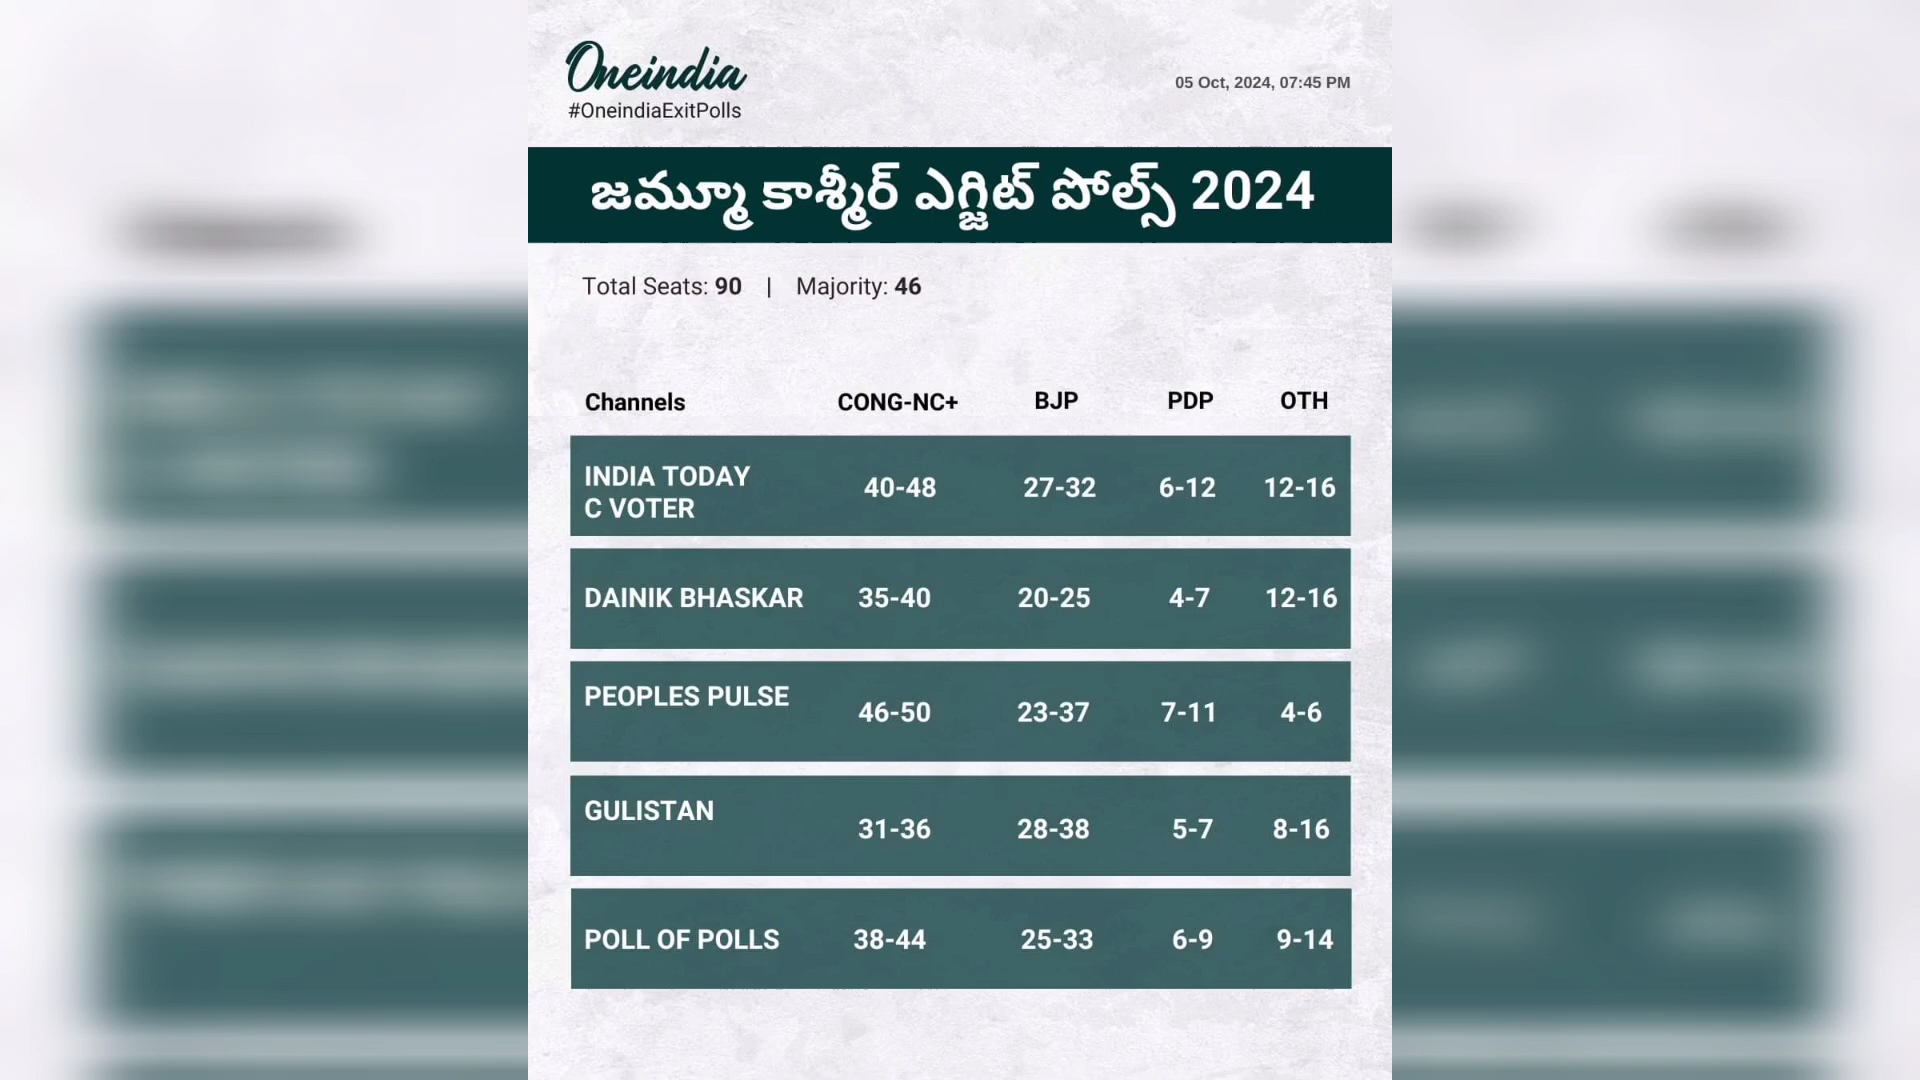 Oneindia
#OneindiaExitPolls
05 Oct, 2024, 07:45 PM
జమ్మూ కాశ్మీర్ ఎగ్జిట్ పోల్స్ 2024
Total Seats: 90 | Majority: 46
Channels CONG-NC+ BJP PDP OTH
INDIA TODAY
C VOTER 40-48 27-32 6-12 12-16
DAINIK BHASKAR 35-40 20-25 4-7 12-16
PEOPLES PULSE 46-50 23-37 7-11 4-6
GULISTAN 31-36 28-38 5-7 8-16
POLL OF POLLS 38-44 25-33 6-9 9-14